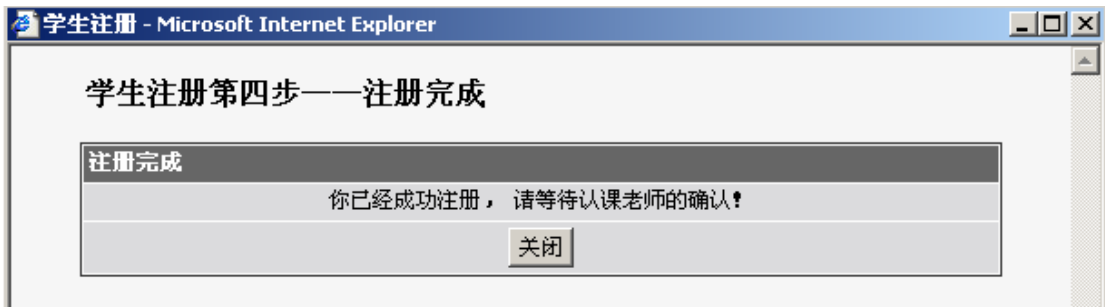 学生注册 - Microsoft Internet Explorer
学生注册第四步——注册完成
注册完成
你已经成功注册，请等待认课老师的确认！
关闭